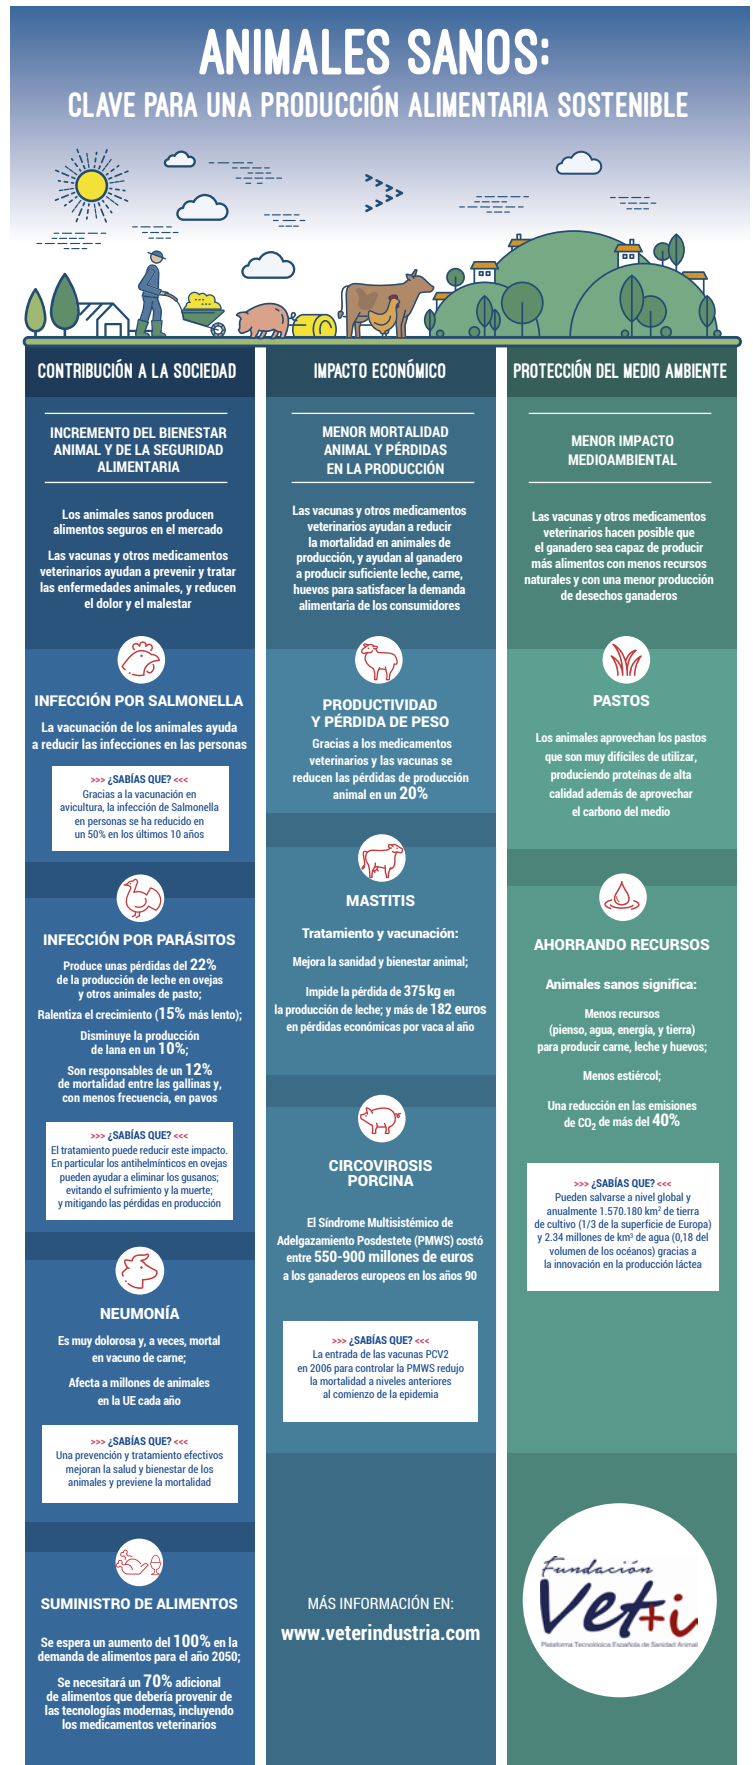 ANIMALES SANOS:
CLAVE PARA UNA PRODUCCIÓN ALIMENTARIA SOSTENIBLE
CONTRIBUCIÓN A LA SOCIEDAD
INCREMENTO DEL BIENESTAR
ANIMAL Y DE LA SEGURIDAD
ALIMENTARIA
Los animales sanos producen
alimentos seguros en el mercado
Las vacunas y otros medicamentos
veterinarios ayudan a prevenir y tratar
las enfermedades animales, y reducen
el dolor y el malestar
INFECCIÓN POR SALMONELLA
La vacunación de los animales ayuda
a reducir las infecciones en las personas
>>> ¿SABÍAS QUE? <<<
Gracias a la vacunación en
avicultura, la infección de Salmonella
en personas se ha reducido en
un 50% en los últimos 10 años
INFECCIÓN POR PARÁSITOS
Produce unas pérdidas del 22%
de la producción de leche en ovejas
y otros animales de pasto;
Ralentiza el crecimiento (15% más lento);
Disminuye la producción
de lana en un 10%;
Son responsables de un 12%
de mortalidad entre las gallinas y,
con menos frecuencia, en pavos
>>> ¿SABÍAS QUE? <<<
El tratamiento puede reducir este impacto.
En particular los antihelmínticos en ovejas
pueden ayudar a eliminar los gusanos;
evitando el sufrimiento y la muerte;
y mitigando las pérdidas en producción
NEUMONÍA
Es muy dolorosa y, a veces, mortal
en vacuno de carne;
Afecta a millones de animales
en la UE cada año
>>> ¿SABÍAS QUE? <<<
Una prevención y tratamiento efectivos
mejoran la salud y bienestar de los
animales y previene la mortalidad
SUMINISTRO DE ALIMENTOS
Se espera un aumento del 100% en la
demanda de alimentos para el año 2050;
Se necesitará un 70% adicional
de alimentos que debería provenir de
las tecnologías modernas, incluyendo
los medicamentos veterinarios
IMPACTO ECONÓMICO
MENOR MORTALIDAD
ANIMAL Y PÉRDIDAS
EN LA PRODUCCIÓN
Las vacunas y otros medicamentos
veterinarios ayudan a reducir
la mortalidad en animales de
producción, y ayudan al ganadero
a producir suficiente leche, carne,
huevos para satisfacer la demanda
alimentaria de los consumidores
PRODUCTIVIDAD
Y PÉRDIDA DE PESO
Gracias a los medicamentos
veterinarios y las vacunas se
reducen las pérdidas de producción
animal en un 20%
MASTITIS
Tratamiento y vacunación:
Mejora la sanidad y bienestar animal;
Impide la pérdida de 375 kg en
la producción de leche; y más de 182 euros
en pérdidas económicas por vaca al año
CIRCOVIROSIS
PORCINA
El Síndrome Multisistémico de
Adelgazamiento Posdestete (PMWS) costó
entre 550-900 millones de euros
a los ganaderos europeos en los años 90
>>> ¿SABÍAS QUE? <<<
La entrada de las vacunas PCV2
en 2006 para controlar la PMWS redujo
la mortalidad a niveles anteriores
al comienzo de la epidemia
MÁS INFORMACIÓN EN:
www.veterindustria.com
PROTECCIÓN DEL MEDIO AMBIENTE
MENOR IMPACTO
MEDIOAMBIENTAL
Las vacunas y otros medicamentos
veterinarios hacen posible que
el ganadero sea capaz de producir
más alimentos con menos recursos
naturales y con una menor producción
de desechos ganaderos
PASTOS
Los animales aprovechan los pastos
que son muy difíciles de utilizar,
produciendo proteínas de alta
calidad además de aprovechar
el carbono del medio
AHORRANDO RECURSOS
Animales sanos significa:
Menos recursos
(pienso, agua, energía, y tierra)
para producir carne, leche y huevos;
Menos estiércol;
Una reducción en las emisiones
de CO₂ de más del 40%
>>> ¿SABÍAS QUE? <<<
Pueden salvarse a nivel global y
anualmente 1.570.180 km² de tierra
de cultivo (1/3 de la superficie de Europa)
y 2.34 millones de km³ de agua (0,18 del
volumen de los océanos) gracias a
la innovación en la producción láctea
Fundación
Vet+i
Plataforma Tecnológica Española de Sanidad Animal